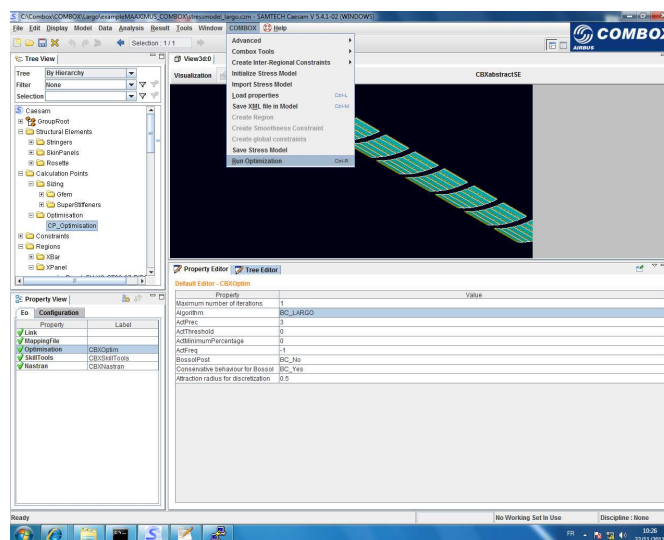 C:\Combox\COMBOX\Largo\exampleMAAXIMUS_COMBOX\stressmodel_largo.czm - SAMTECH Caesam V 5.4.1-02 (WINDOWS)
File Edit Display Model Data Analysis Result Tools Window COMBOX Help
Selection : 1 / 1
AIRBUS
COMBOX
Advanced
Combox Tools
Create Inter-Regional Constraints
Initialize Stress Model
Import Stress Model
Load properties Ctrl-L
Save XML file in Model Ctrl-M
Create Region
Create Smoothness Constraint
Create global constraints
Save Stress Model
Run Optimization Ctrl-R
Tree View
Tree By Hierarchy
Filter None
Selection
Caesam
GroupRoot
Structural Elements
Stringers
SkinPanels
Rosette
Calculation Points
Sizing
Gfem
SuperStiffeners
Optimisation
CP_Optimisation
Constraints
Regions
XBar
XPanel
View3d:0
Visualization
CBXabstractSE
Property View
Eo Configuration
Property Label
Link
MappingFile
Optimisation CBXOptim
SkillTools CBXSkillTools
Nastran CBXNastran
Property Editor Tree Editor
Default Editor - CBXOptim
Property Value
Maximum number of iterations 1
Algorithm BC_LARGO
ActPrec 3
ActThreshold 0
ActMinimumPercentage 0
ActFreq -1
BossolPost BC_No
Conservative behaviour for Bossol BC_Yes
Attraction radius for discretization 0.5
Ready
No Working Set In Use
Discipline : None
FR
10:26